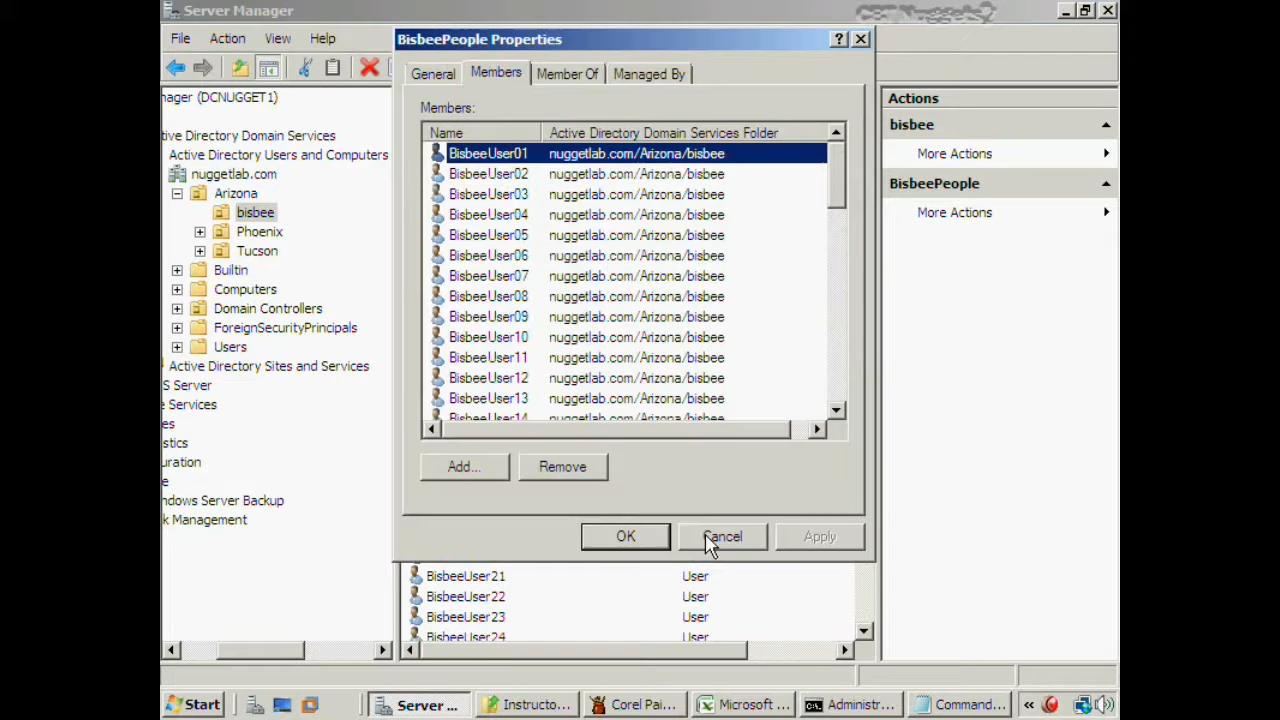 Server Manager
File Action View Help
BisbeePeople Properties
General Members Member Of Managed By
Members:
Name Active Directory Domain Services Folder
BisbeeUser01 nuggetlab.com/Arizona/bisbee
BisbeeUser02 nuggetlab.com/Arizona/bisbee
BisbeeUser03 nuggetlab.com/Arizona/bisbee
BisbeeUser04 nuggetlab.com/Arizona/bisbee
BisbeeUser05 nuggetlab.com/Arizona/bisbee
BisbeeUser06 nuggetlab.com/Arizona/bisbee
BisbeeUser07 nuggetlab.com/Arizona/bisbee
BisbeeUser08 nuggetlab.com/Arizona/bisbee
BisbeeUser09 nuggetlab.com/Arizona/bisbee
BisbeeUser10 nuggetlab.com/Arizona/bisbee
BisbeeUser11 nuggetlab.com/Arizona/bisbee
BisbeeUser12 nuggetlab.com/Arizona/bisbee
BisbeeUser13 nuggetlab.com/Arizona/bisbee
BisbeeUser14 nuggetlab.com/Arizona/bisbee
Add... Remove
OK Cancel Apply
nager (DCNUGGET1)
tive Directory Domain Services
Active Directory Users and Computers
nuggetlab.com
Arizona
bisbee
Phoenix
Tucson
Builtin
Computers
Domain Controllers
ForeignSecurityPrincipals
Users
Active Directory Sites and Services
S Server
e Services
es
stics
uration
e
ndows Server Backup
k Management
BisbeeUser21 User
BisbeeUser22 User
BisbeeUser23 User
BisbeeUser24 User
Actions
bisbee
More Actions
BisbeePeople
More Actions
Start Server ... Instructo... Corel Pai... Microsoft ... Administr... Command...